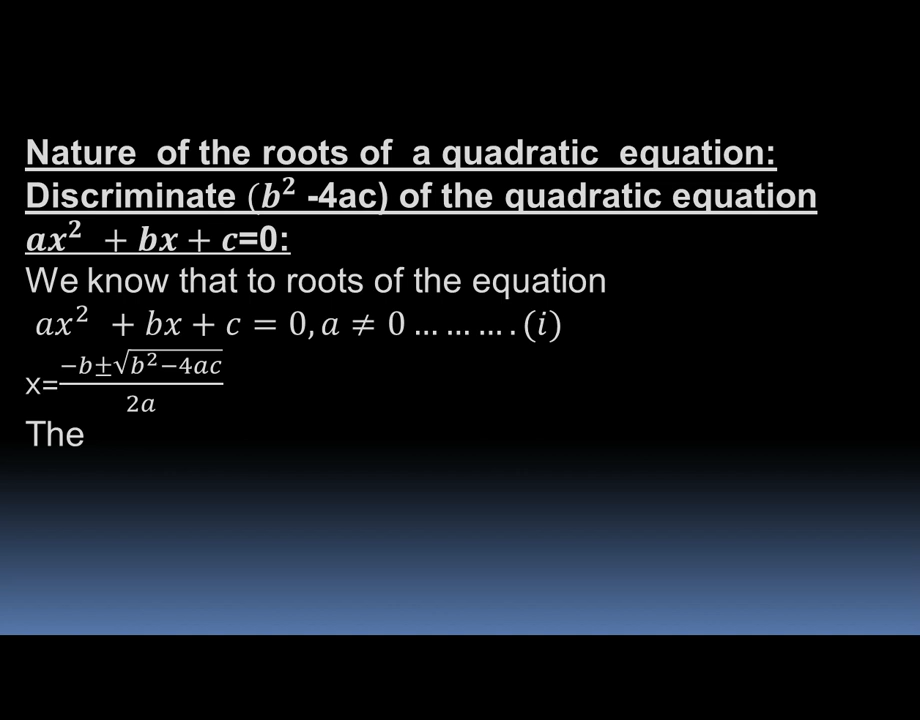 Nature of the roots of a quadratic equation:
Discriminate (b² -4ac) of the quadratic equation
ax² + bx + c=0:
We know that to roots of the equation
ax² + bx + c = 0, a ≠ 0 … … … . (i)
x=\frac{-b±√b²−4ac}{2a}
The